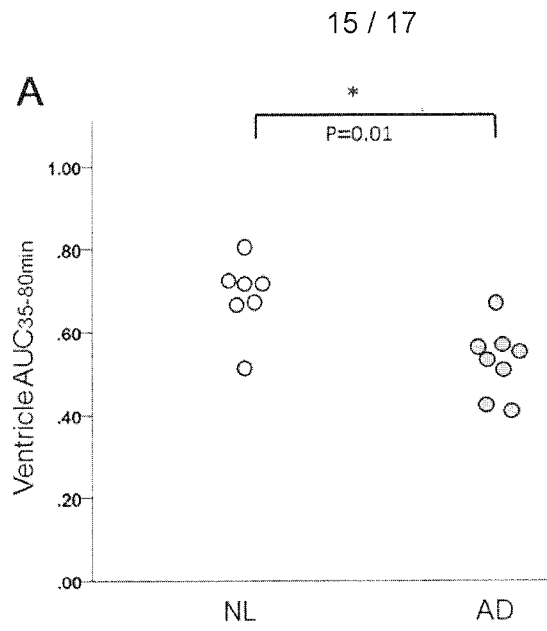 15 / 17
A
*
P=0.01
1.00
.80
.60
.40
.20
.00
Ventricle AUC35-80min
NL AD